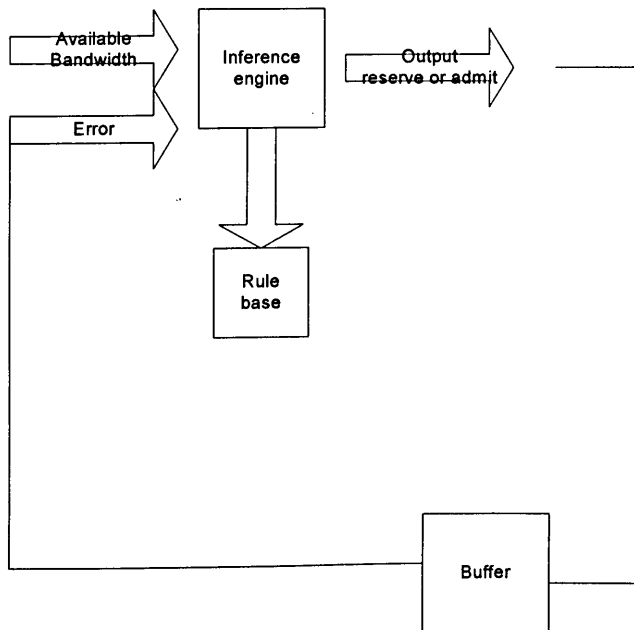 Available
Bandwidth
Inference
engine
Output
reserve or admit
Error
Rule
base
Buffer